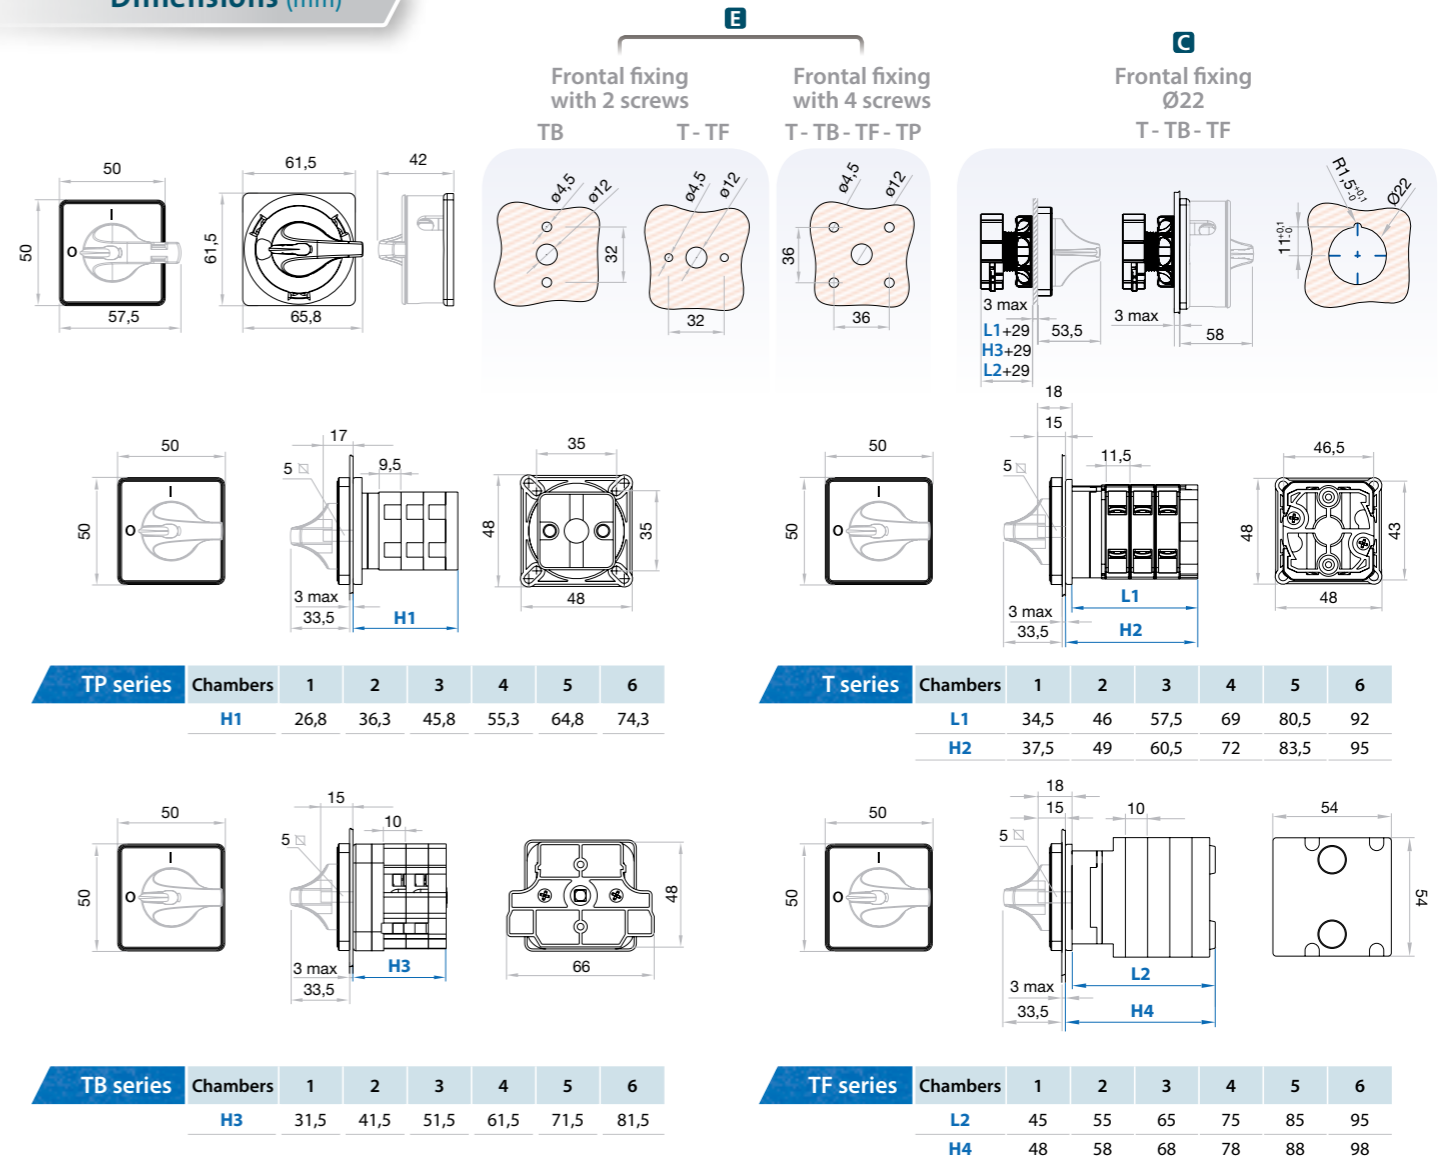 Dimensions (mm)
E
C
Frontal fixing
with 2 screws
Frontal fixing
with 4 screws
Frontal fixing
Ø22
TB
T - TF
T - TB - TF - TP
T - TB - TF
50
50
57,5
61,5
61,5
65,8
42
ø4,5
ø12
32
ø4,5
ø12
32
ø4,5
ø12
36
36
3 max
L1+29
H3+29
L2+29
53,5
3 max
58
R1,5 +0,1 -0
Ø22
11 +0,1 -0
50
50
I
O
17
5
9,5
3 max
33,5
H1
35
48
35
48
50
50
I
O
18
15
5
11,5
L1
3 max
33,5
H2
46,5
48
43
48
TP series Chambers 1 2 3 4 5 6
H1 26,8 36,3 45,8 55,3 64,8 74,3
T series Chambers 1 2 3 4 5 6
L1 34,5 46 57,5 69 80,5 92
H2 37,5 49 60,5 72 83,5 95
50
50
I
O
15
5
10
3 max
33,5
H3
48
66
50
50
I
O
18
15
5
10
L2
3 max
33,5
H4
54
54
TB series Chambers 1 2 3 4 5 6
H3 31,5 41,5 51,5 61,5 71,5 81,5
TF series Chambers 1 2 3 4 5 6
L2 45 55 65 75 85 95
H4 48 58 68 78 88 98